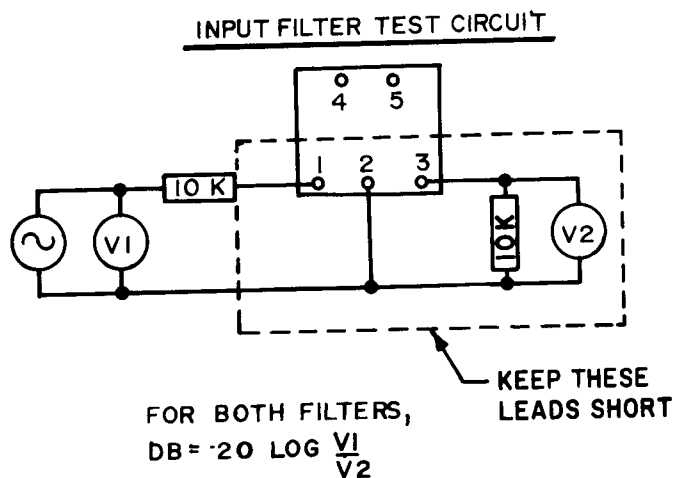 INPUT FILTER TEST CIRCUIT
4 5
1 2 3
10 K
V1
10K
V2
KEEP THESE
LEADS SHORT
FOR BOTH FILTERS,
DB = -20 LOG V1/V2